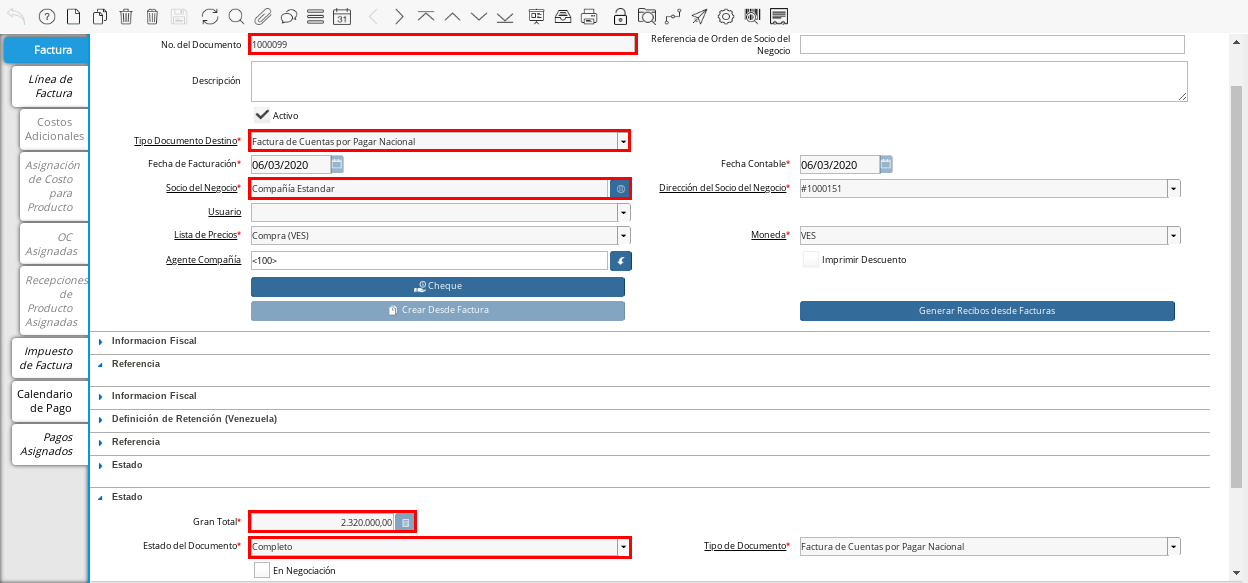 31
Factura
Línea de
Factura
Costos
Adicionales
Asignación
de Costo
para
Producto
OC
Asignadas
Recepciones
de
Producto
Asignadas
Impuesto
de Factura
Calendario
de Pago
Pagos
Asignados
No. del Documento 1000099
Referencia de Orden de Socio del
Negocio
Descripción
Activo
Tipo Documento Destino* Factura de Cuentas por Pagar Nacional
Fecha de Facturación* 06/03/2020 Fecha Contable* 06/03/2020
Socio del Negocio* Compañía Estandar Dirección del Socio del Negocio* #1000151
Usuario
Lista de Precios* Compra (VES) Moneda* VES
Agente Compañía <100> Imprimir Descuento
Cheque
Crear Desde Factura Generar Recibos desde Facturas
Informacion Fiscal
Referencia
Informacion Fiscal
Definición de Retención (Venezuela)
Referencia
Estado
Estado
Gran Total* 2.320.000,00
Estado del Documento* Completo Tipo de Documento* Factura de Cuentas por Pagar Nacional
En Negociación